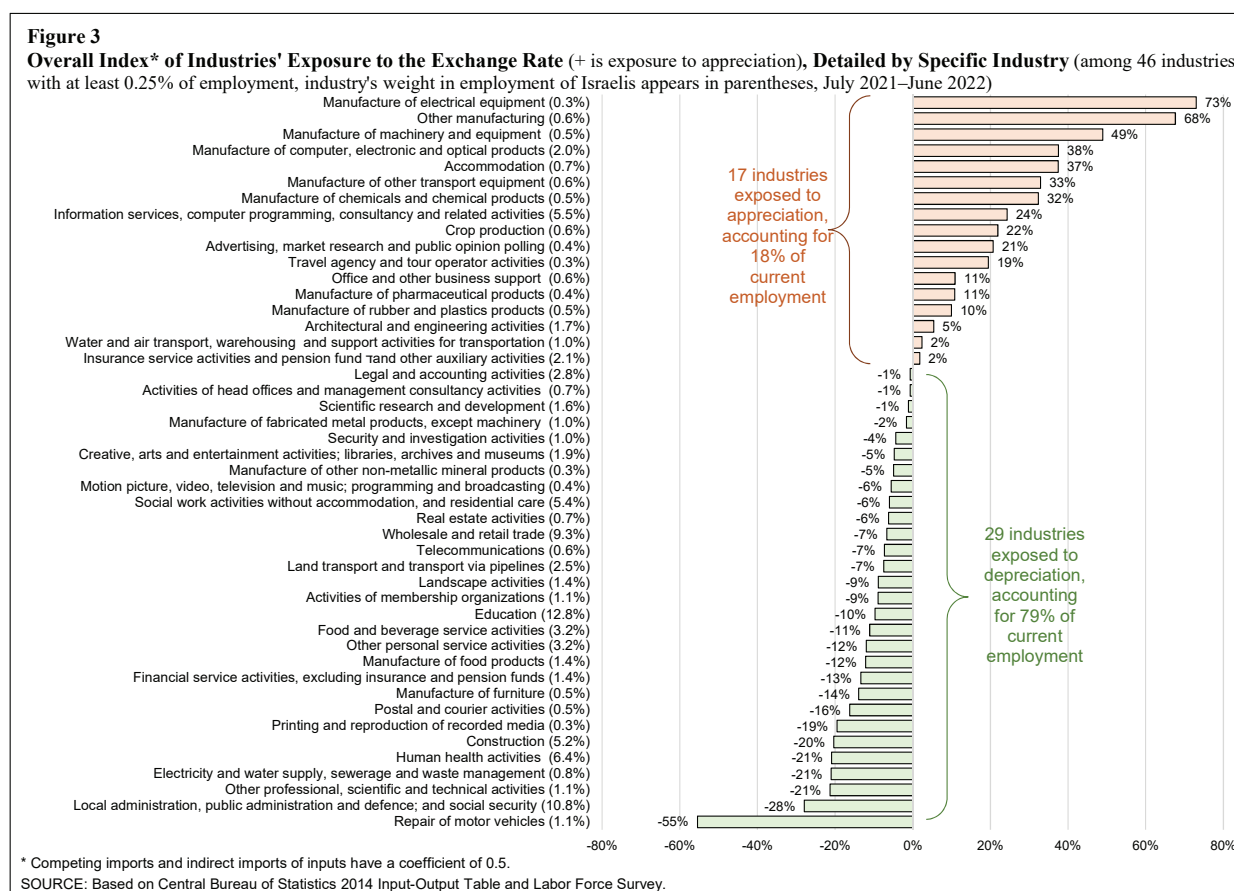 Figure 3
Overall Index* of Industries' Exposure to the Exchange Rate (+ is exposure to appreciation), Detailed by Specific Industry (among 46 industries
with at least 0.25% of employment, industry's weight in employment of Israelis appears in parentheses, July 2021–June 2022)
Manufacture of electrical equipment (0.3%) 73%
Other manufacturing (0.6%) 68%
Manufacture of machinery and equipment (0.5%) 49%
Manufacture of computer, electronic and optical products (2.0%) 38%
Accommodation (0.7%) 37%
Manufacture of other transport equipment (0.6%) 33%
Manufacture of chemicals and chemical products (0.5%) 32%
Information services, computer programming, consultancy and related activities (5.5%) 24%
Crop production (0.6%) 22%
Advertising, market research and public opinion polling (0.4%) 21%
Travel agency and tour operator activities (0.3%) 19%
Office and other business support (0.6%) 11%
Manufacture of pharmaceutical products (0.4%) 11%
Manufacture of rubber and plastics products (0.5%) 10%
Architectural and engineering activities (1.7%) 5%
Water and air transport, warehousing and support activities for transportation (1.0%) 2%
Insurance service activities and pension fund ךand other auxiliary activities (2.1%) 2%
17 industries
exposed to
appreciation,
accounting for
18% of
current
employment
Legal and accounting activities (2.8%) -1%
Activities of head offices and management consultancy activities (0.7%) -1%
Scientific research and development (1.6%) -1%
Manufacture of fabricated metal products, except machinery (1.0%) -2%
Security and investigation activities (1.0%) -4%
Creative, arts and entertainment activities; libraries, archives and museums (1.9%) -5%
Manufacture of other non-metallic mineral products (0.3%) -5%
Motion picture, video, television and music; programming and broadcasting (0.4%) -6%
Social work activities without accommodation, and residential care (5.4%) -6%
Real estate activities (0.7%) -6%
Wholesale and retail trade (9.3%) -7%
Telecommunications (0.6%) -7%
Land transport and transport via pipelines (2.5%) -7%
Landscape activities (1.4%) -9%
Activities of membership organizations (1.1%) -9%
Education (12.8%) -10%
Food and beverage service activities (3.2%) -11%
Other personal service activities (3.2%) -12%
Manufacture of food products (1.4%) -12%
Financial service activities, excluding insurance and pension funds (1.4%) -13%
Manufacture of furniture (0.5%) -14%
Postal and courier activities (0.5%) -16%
Printing and reproduction of recorded media (0.3%) -19%
Construction (5.2%) -20%
Human health activities (6.4%) -21%
Electricity and water supply, sewerage and waste management (0.8%) -21%
Other professional, scientific and technical activities (1.1%) -21%
Local administration, public administration and defence; and social security (10.8%) -28%
Repair of motor vehicles (1.1%) -55%
29 industries
exposed to
depreciation,
accounting
for 79% of
current
employment
-80% -60% -40% -20% 0% 20% 40% 60% 80%
* Competing imports and indirect imports of inputs have a coefficient of 0.5.
SOURCE: Based on Central Bureau of Statistics 2014 Input-Output Table and Labor Force Survey.